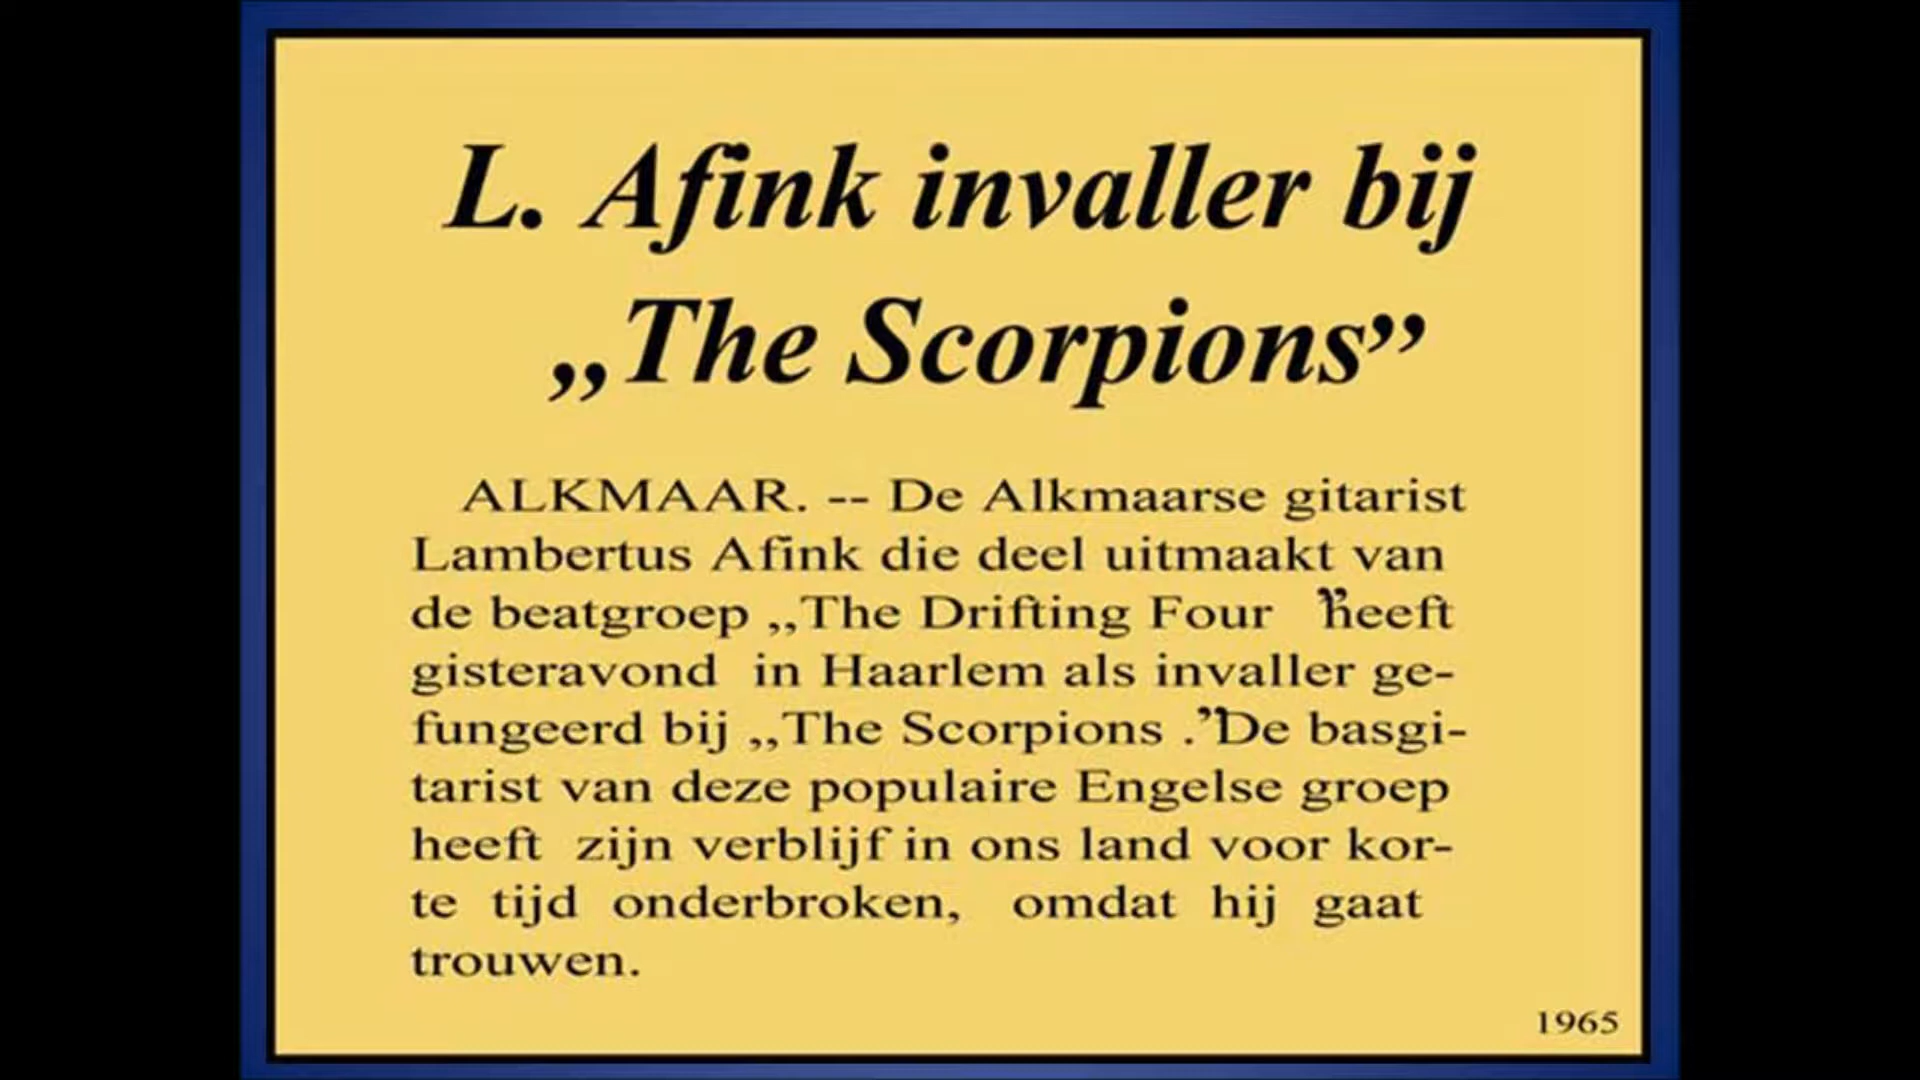 L. Afink invaller bij
,,The Scorpions”
ALKMAAR. -- De Alkmaarse gitarist
Lambertus Afink die deel uitmaakt van
de beatgroep ,,The Drifting Four ”heeft
gisteravond in Haarlem als invaller ge-
fungeerd bij ,,The Scorpions .”De basgi-
tarist van deze populaire Engelse groep
heeft zijn verblijf in ons land voor kor-
te tijd onderbroken, omdat hij gaat
trouwen.
1965